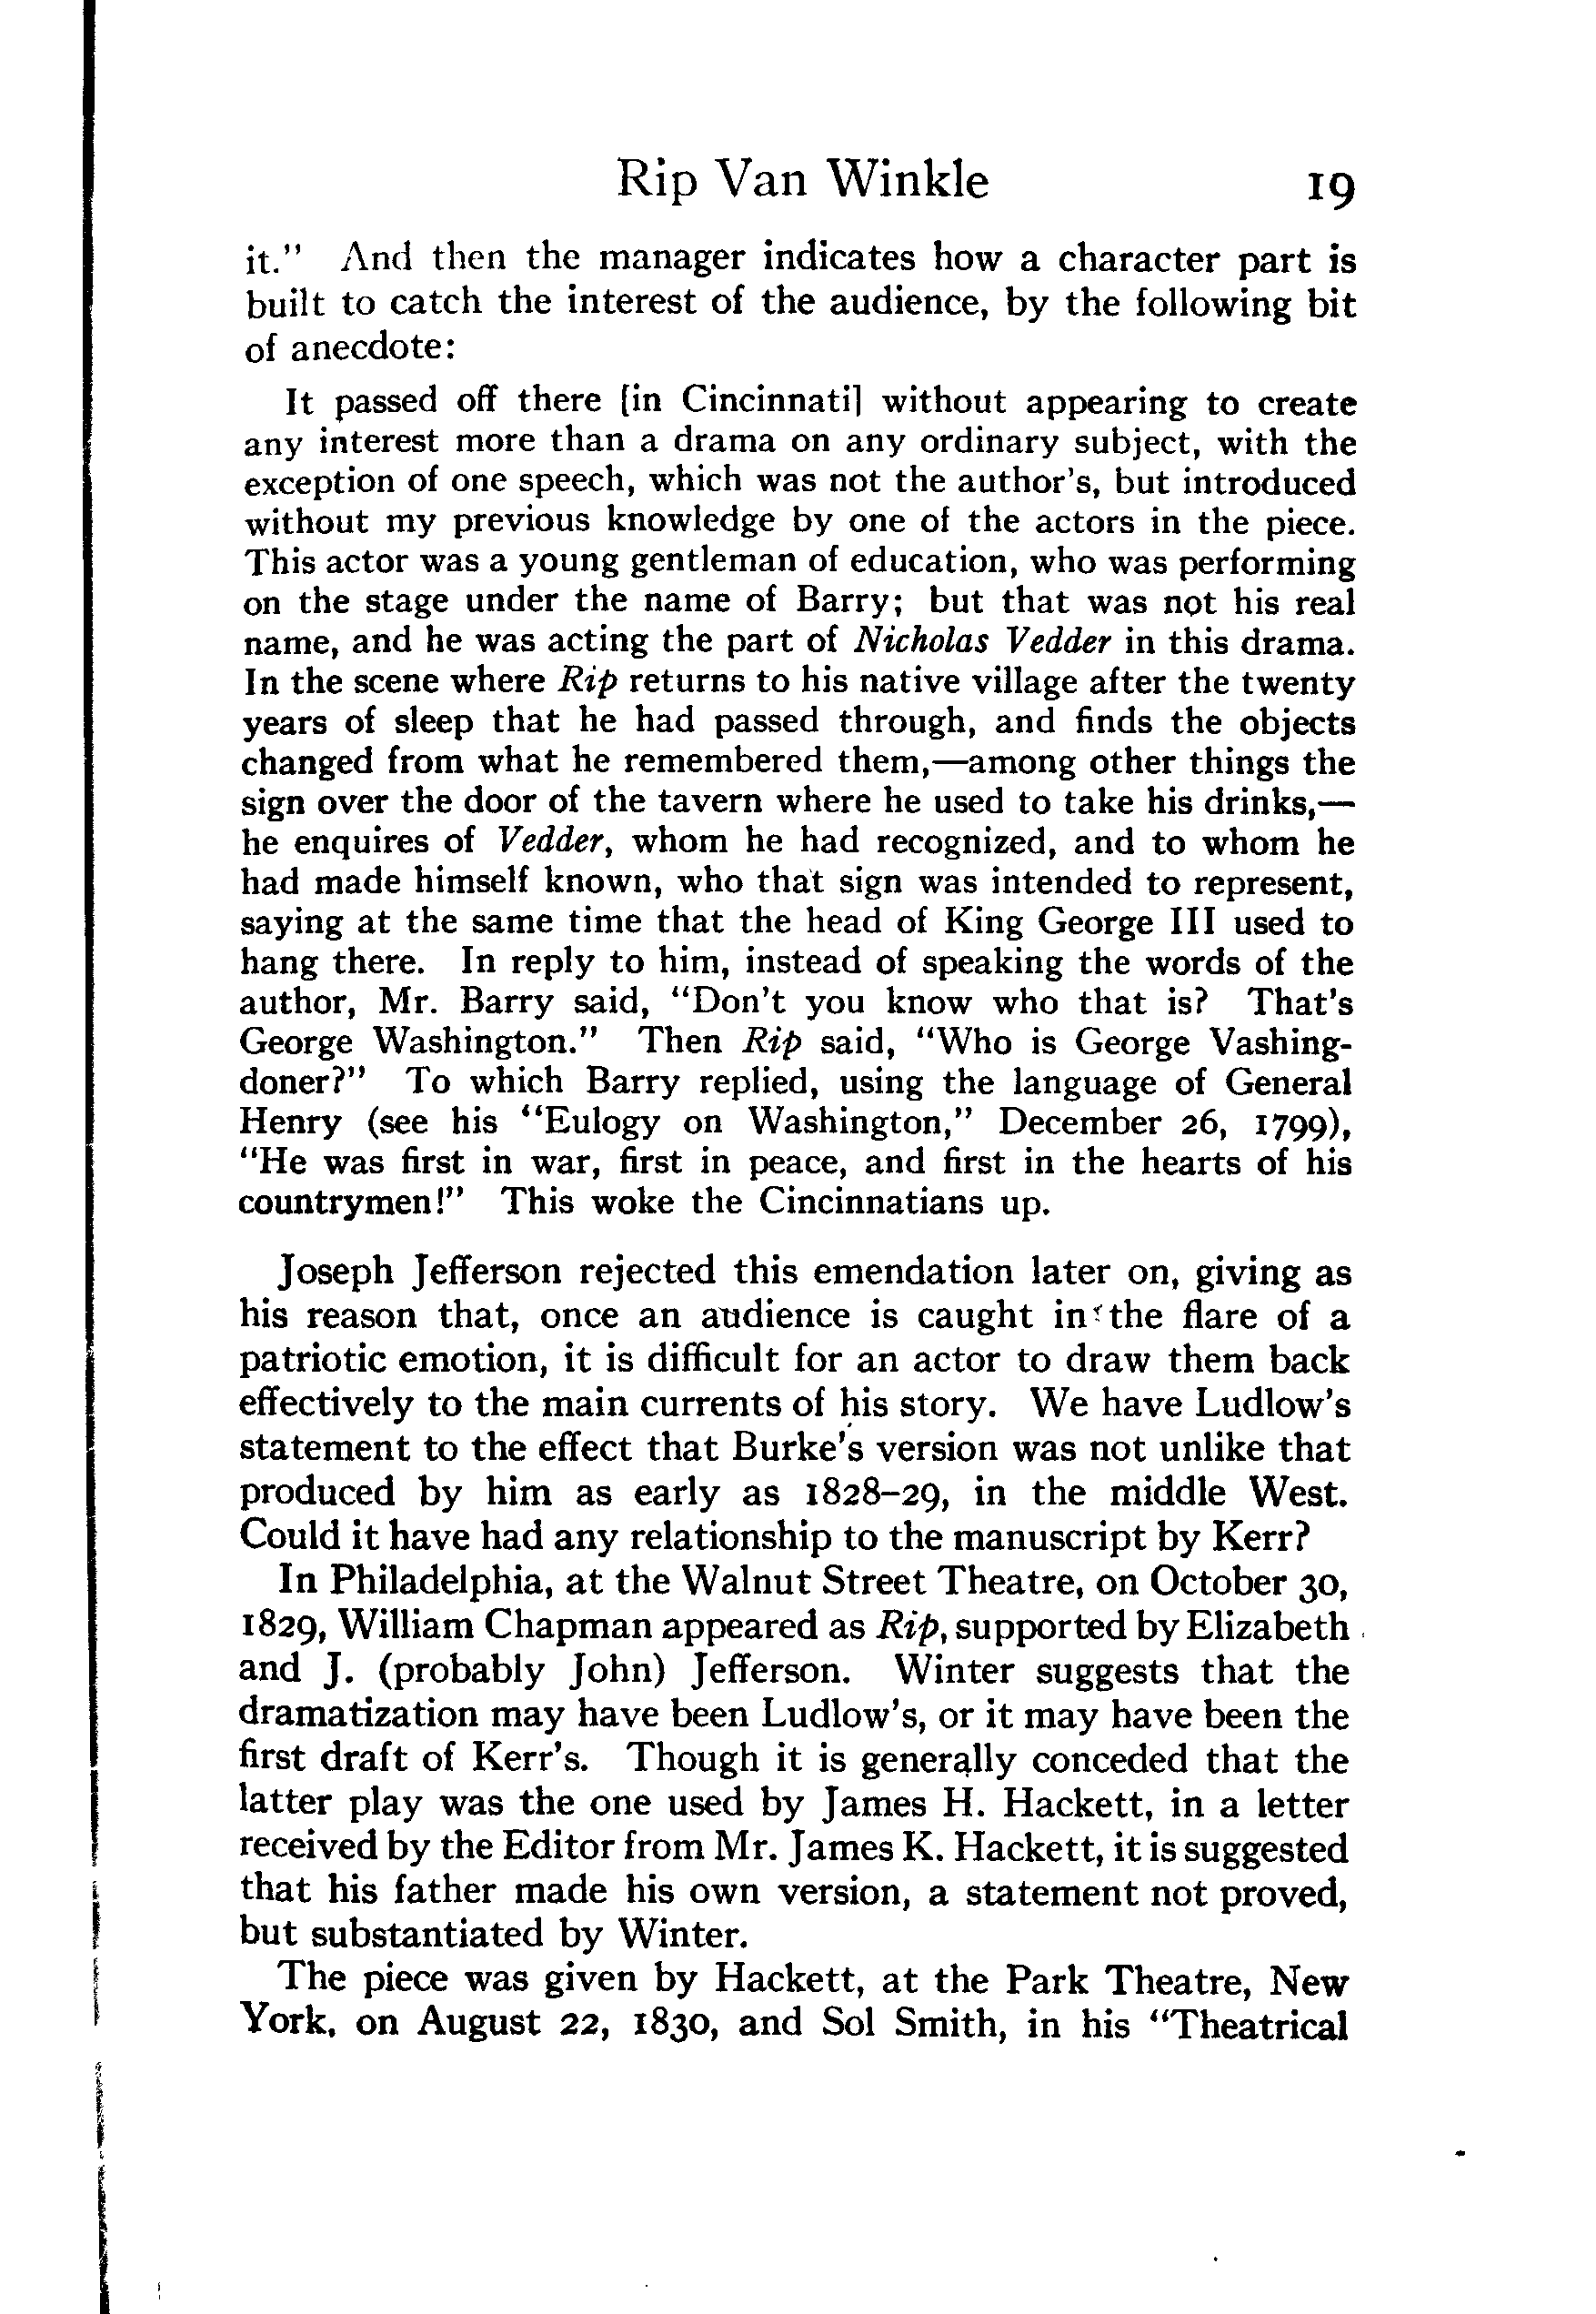 Rip Van Winkle 19
it." And then the manager indicates how a character part is
built to catch the interest of the audience, by the following bit
of anecdote:
It passed off there [in Cincinnati] without appearing to create
any interest more than a drama on any ordinary subject, with the
exception of one speech, which was not the author's, but introduced
without my previous knowledge by one of the actors in the piece.
This actor was a young gentleman of education, who was performing
on the stage under the name of Barry; but that was not his real
name, and he was acting the part of Nicholas Vedder in this drama.
In the scene where Rip returns to his native village after the twenty
years of sleep that he had passed through, and finds the objects
changed from what he remembered them,—among other things the
sign over the door of the tavern where he used to take his drinks,—
he enquires of Vedder, whom he had recognized, and to whom he
had made himself known, who that sign was intended to represent,
saying at the same time that the head of King George III used to
hang there. In reply to him, instead of speaking the words of the
author, Mr. Barry said, "Don't you know who that is? That's
George Washington." Then Rip said, "Who is George Vashing-
doner?" To which Barry replied, using the language of General
Henry (see his "Eulogy on Washington," December 26, 1799),
"He was first in war, first in peace, and first in the hearts of his
countrymen!" This woke the Cincinnatians up.
Joseph Jefferson rejected this emendation later on, giving as
his reason that, once an audience is caught in the flare of a
patriotic emotion, it is difficult for an actor to draw them back
effectively to the main currents of his story. We have Ludlow's
statement to the effect that Burke's version was not unlike that
produced by him as early as 1828-29, in the middle West.
Could it have had any relationship to the manuscript by Kerr?
In Philadelphia, at the Walnut Street Theatre, on October 30,
1829, William Chapman appeared as Rip, supported by Elizabeth
and J. (probably John) Jefferson. Winter suggests that the
dramatization may have been Ludlow's, or it may have been the
first draft of Kerr's. Though it is generally conceded that the
latter play was the one used by James H. Hackett, in a letter
received by the Editor from Mr. James K. Hackett, it is suggested
that his father made his own version, a statement not proved,
but substantiated by Winter.
The piece was given by Hackett, at the Park Theatre, New
York, on August 22, 1830, and Sol Smith, in his "Theatrical